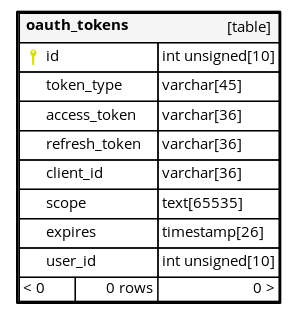 oauth_tokens [table]
id int unsigned[10]
token_type varchar[45]
access_token varchar[36]
refresh_token varchar[36]
client_id varchar[36]
scope text[65535]
expires timestamp[26]
user_id int unsigned[10]
< 0 0 rows 0 >